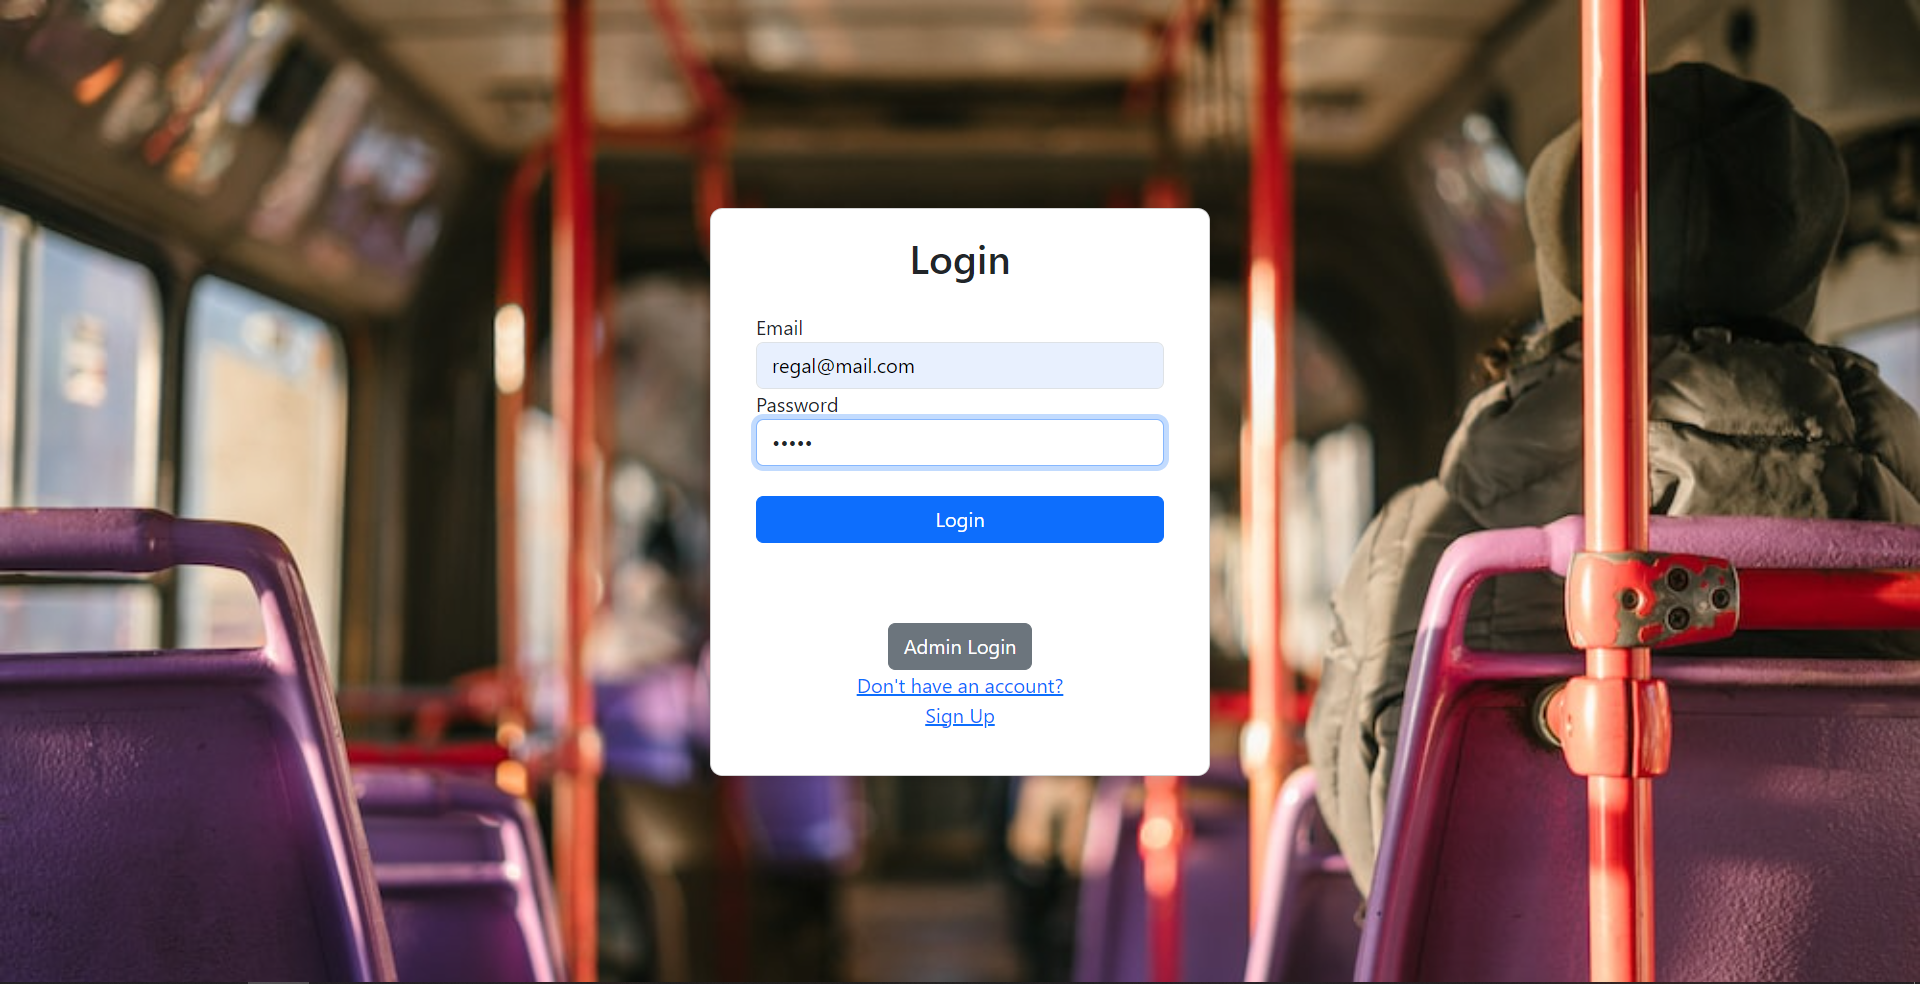 Login
Email
regal@mail.com
Password
•••••
Login
Admin Login
Don't have an account?
Sign Up